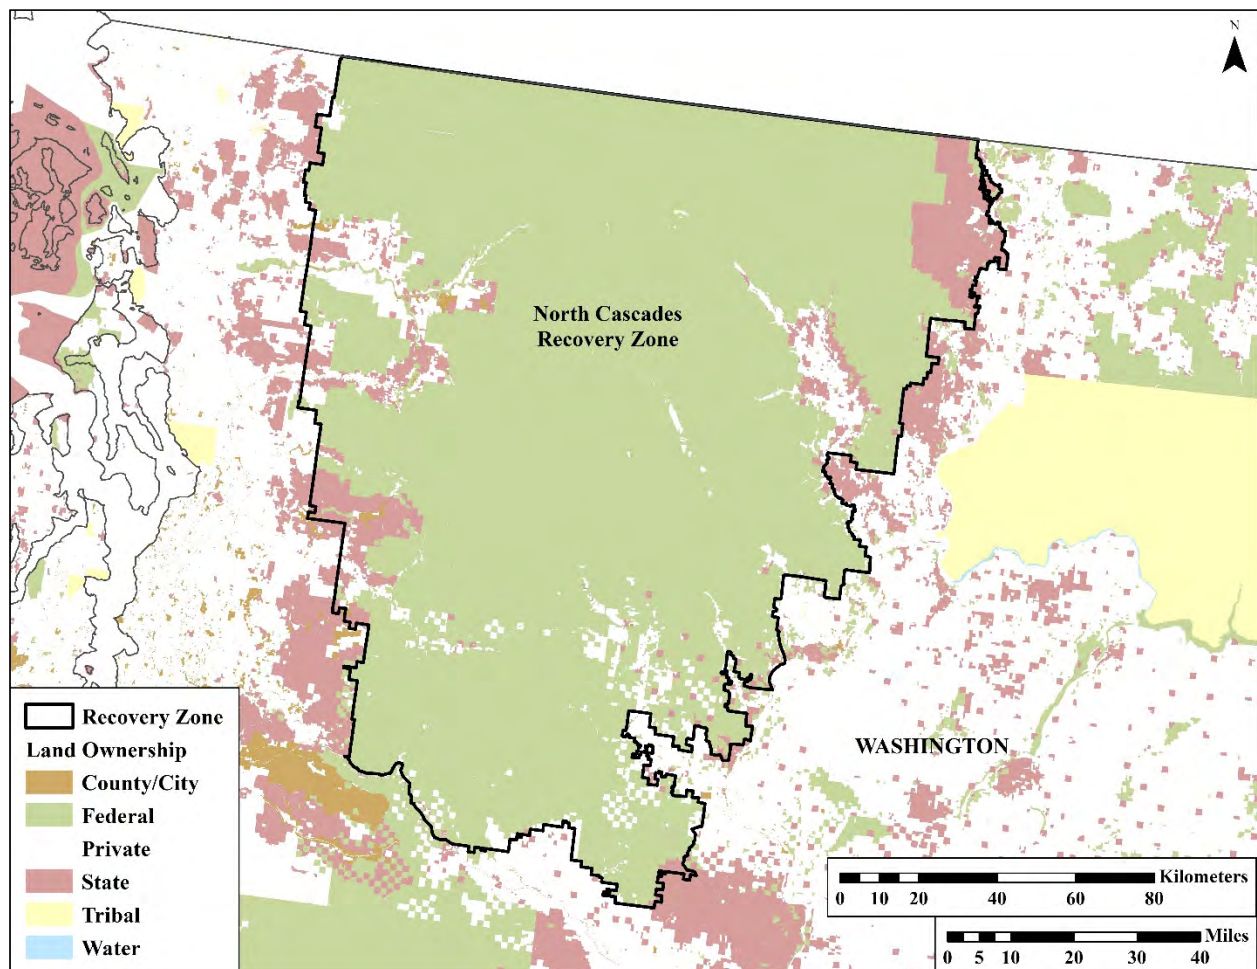 N
North Cascades
Recovery Zone
WASHINGTON
Recovery Zone
Land Ownership
County/City
Federal
Private
State
Tribal
Water
Kilometers
0 5 10 20 40 60 80
Miles
0 5 10 20 30 40